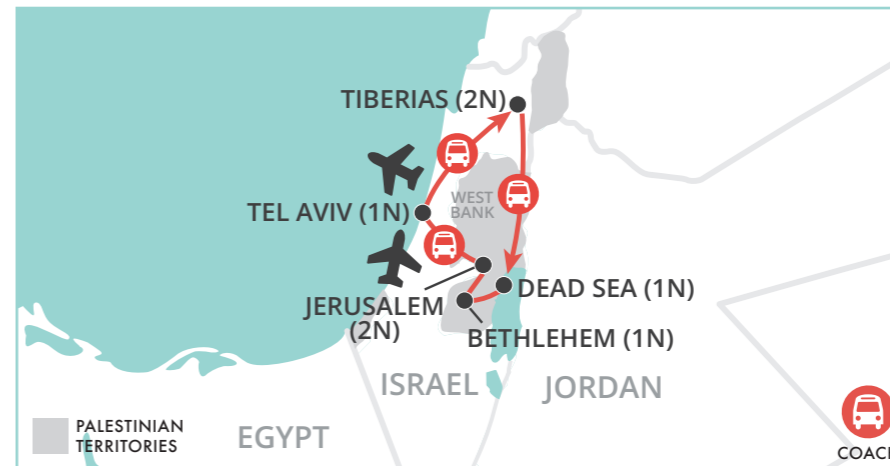 TIBERIAS (2N)
WEST
BANK
TEL AVIV (1N)
DEAD SEA (1N)
JERUSALEM
(2N)
BETHLEHEM (1N)
ISRAEL
JORDAN
PALESTINIAN
TERRITORIES
EGYPT
COACH